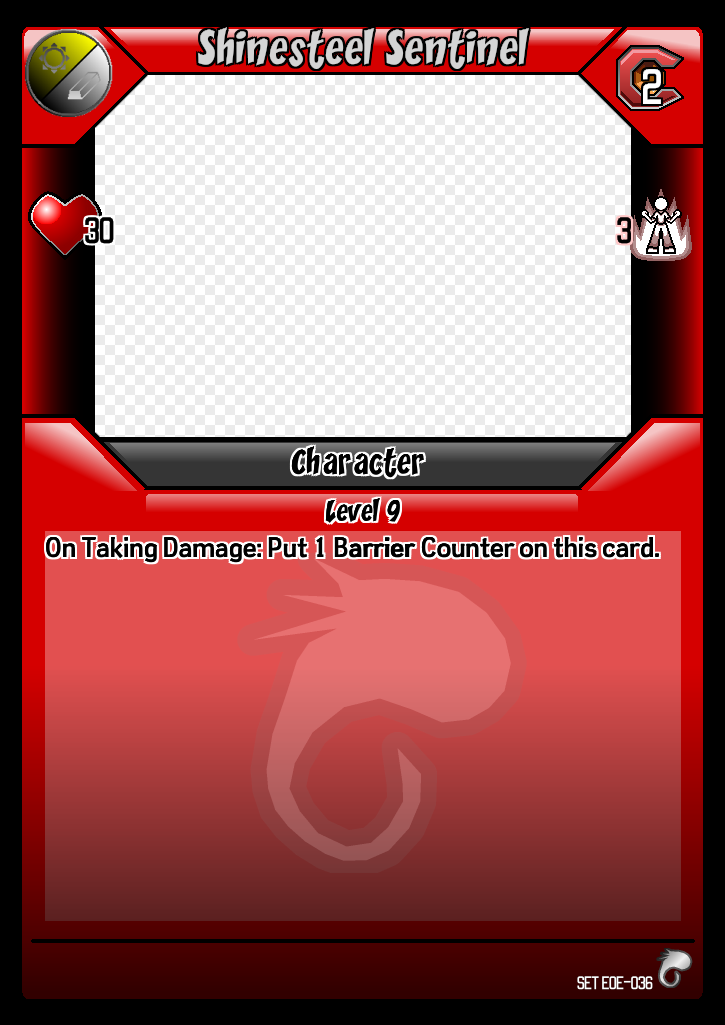 Shinesteel Sentinel
2
30
3
Character
Level 9
On Taking Damage: Put 1 Barrier Counter on this card.
SET EOE-036